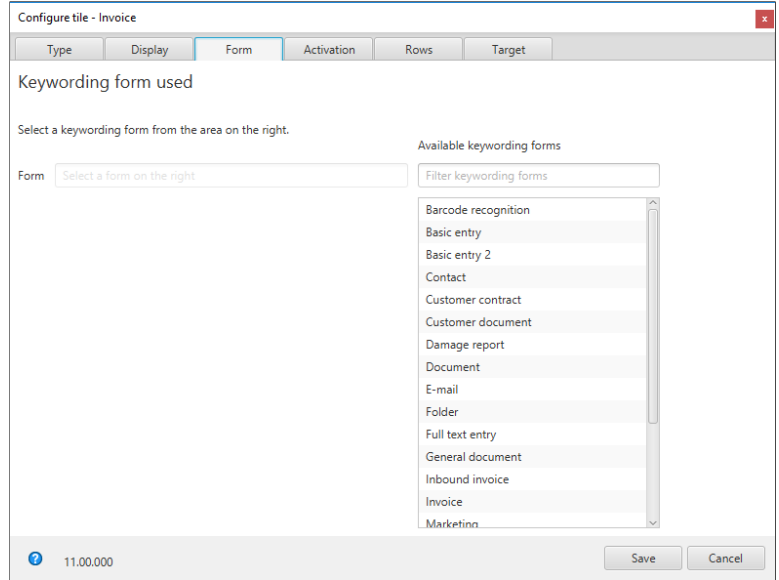 Configure tile - Invoice
x
Type Display Form Activation Rows Target
Keywording form used
Select a keywording form from the area on the right.
Available keywording forms
Form Select a form on the right Filter keywording forms
Barcode recognition
Basic entry
Basic entry 2
Contact
Customer contract
Customer document
Damage report
Document
E-mail
Folder
Full text entry
General document
Inbound invoice
Invoice
Marketing
? 11.00.000 Save Cancel